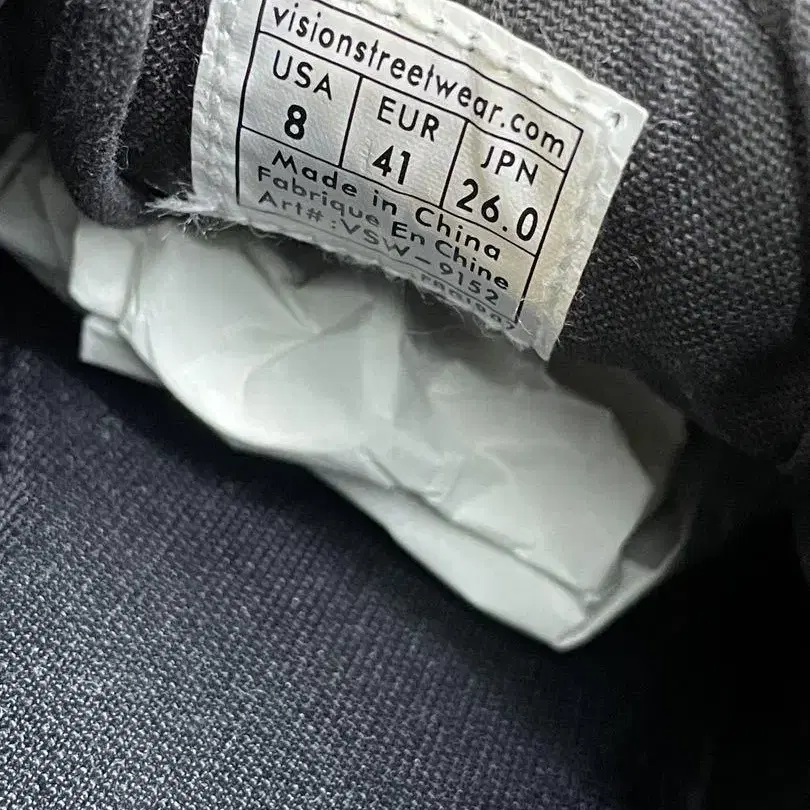 visionstreetwear.com
USA EUR JPN
8 41 26.0
Made in China
Fabrique En Chine
Art#:VSW-9152